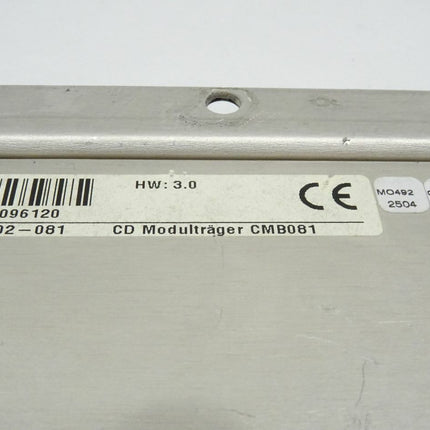 HW: 3.0
096120
02-081 CD Modulträger CMB081
CE
MO492
2504